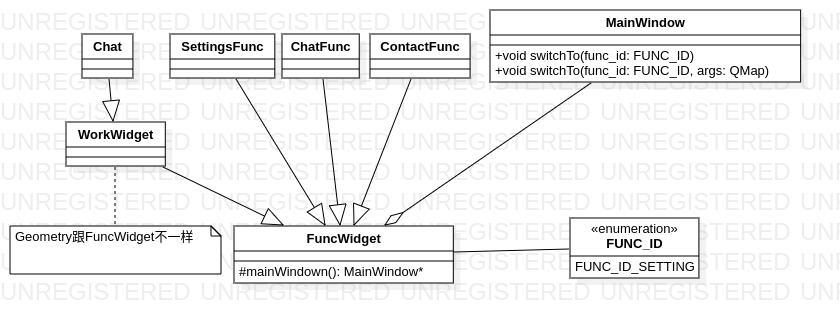 UNREGISTERED UNREGISTERED UNREGISTERED UNREGISTERED UNREGISTERED
Chat
SettingsFunc
ChatFunc
ContactFunc
MainWindow
+void switchTo(func_id: FUNC_ID)
+void switchTo(func_id: FUNC_ID, args: QMap)
WorkWidget
Geometry跟FuncWidget不一样
FuncWidget
#mainWindown(): MainWindow*
«enumeration»
FUNC_ID
FUNC_ID_SETTING